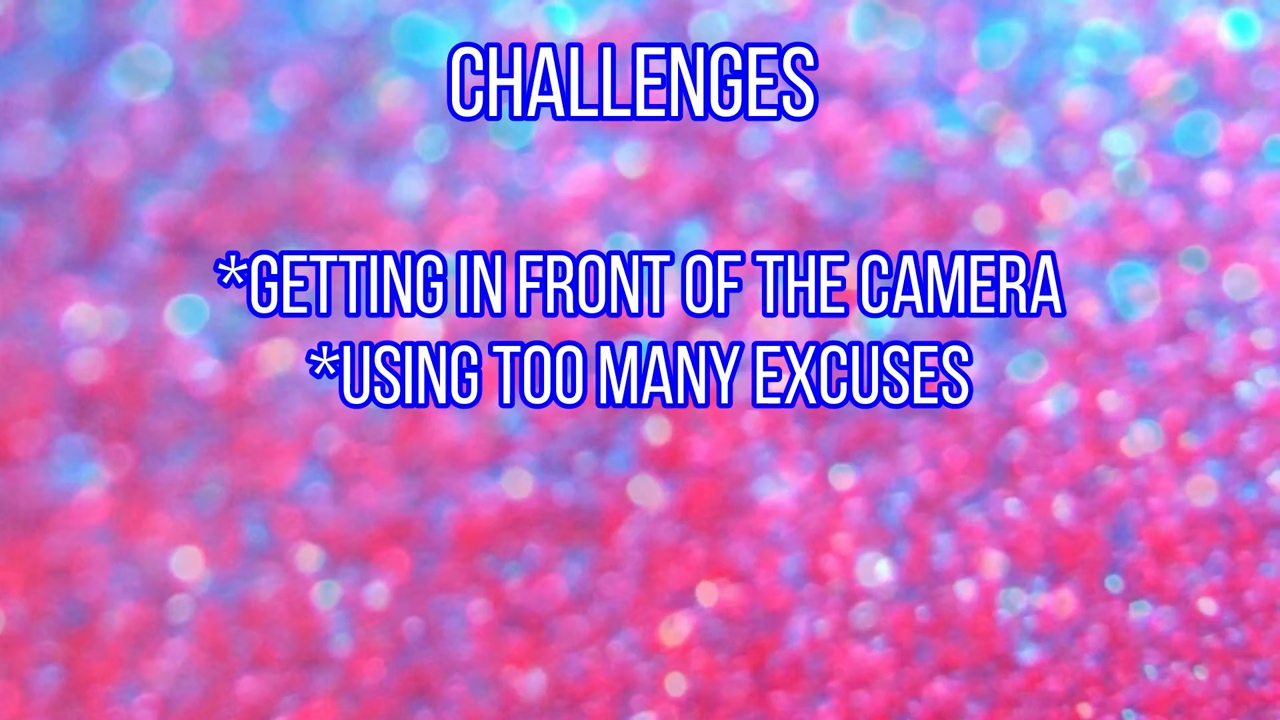 CHALLENGES
*GETTING IN FRONT OF THE CAMERA
*USING TOO MANY EXCUSES